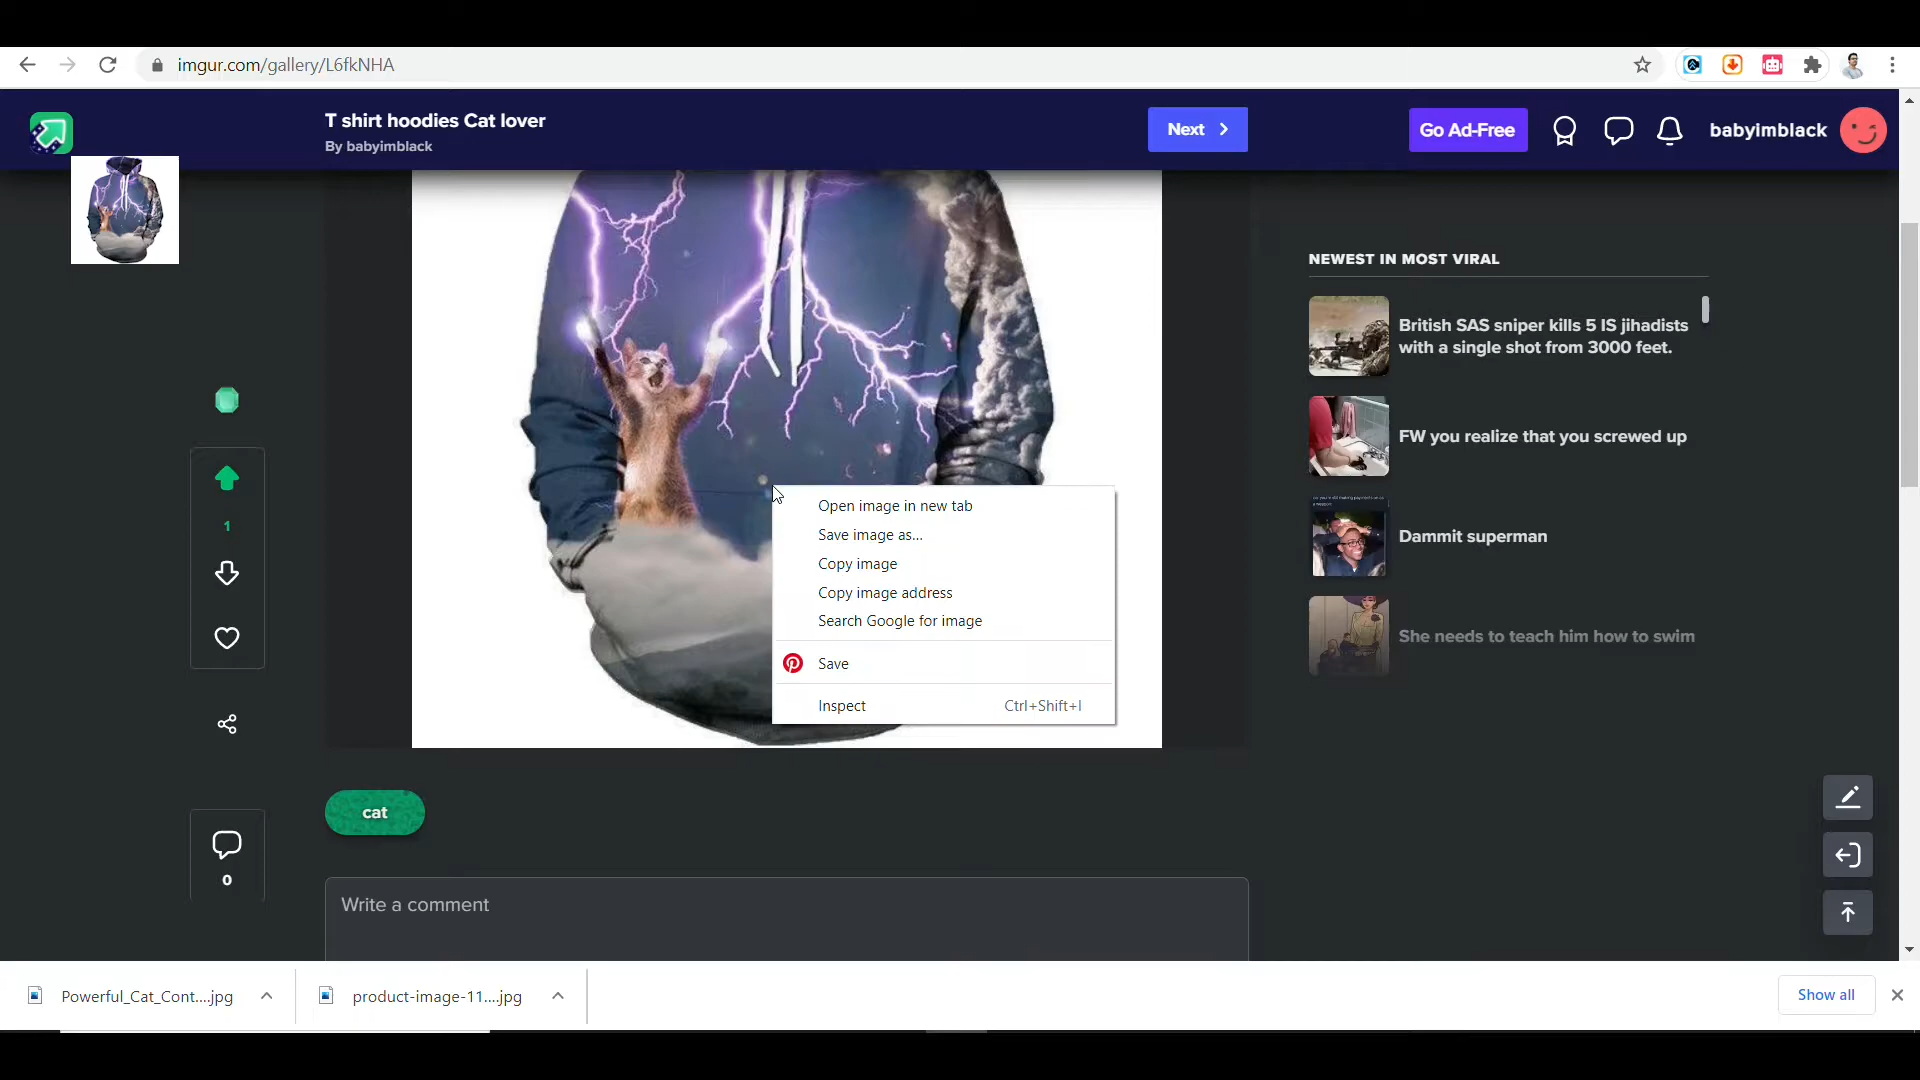 imgur.com/gallery/L6fkNHA
T shirt hoodies Cat lover
By babyimblack
Next
Go Ad-Free
babyimblack
NEWEST IN MOST VIRAL
British SAS sniper kills 5 IS jihadists
with a single shot from 3000 feet.
FW you realize that you screwed up
Dammit superman
She needs to teach him how to swim
1
Open image in new tab
Save image as...
Copy image
Copy image address
Search Google for image
Save
Inspect Ctrl+Shift+I
cat
0
Write a comment
Powerful_Cat_Cont....jpg
product-image-11....jpg
Show all